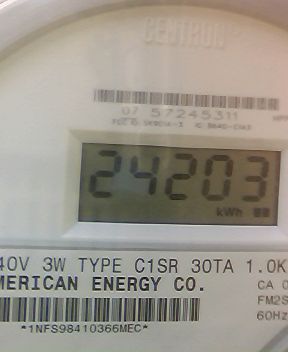 CENTRON
07 57245311
24203
kWh
40V 3W TYPE C1SR 30TA 1.0K
MERICAN ENERGY CO.
CA 0
FM2S
60Hz
*1NFS98410366MEC*